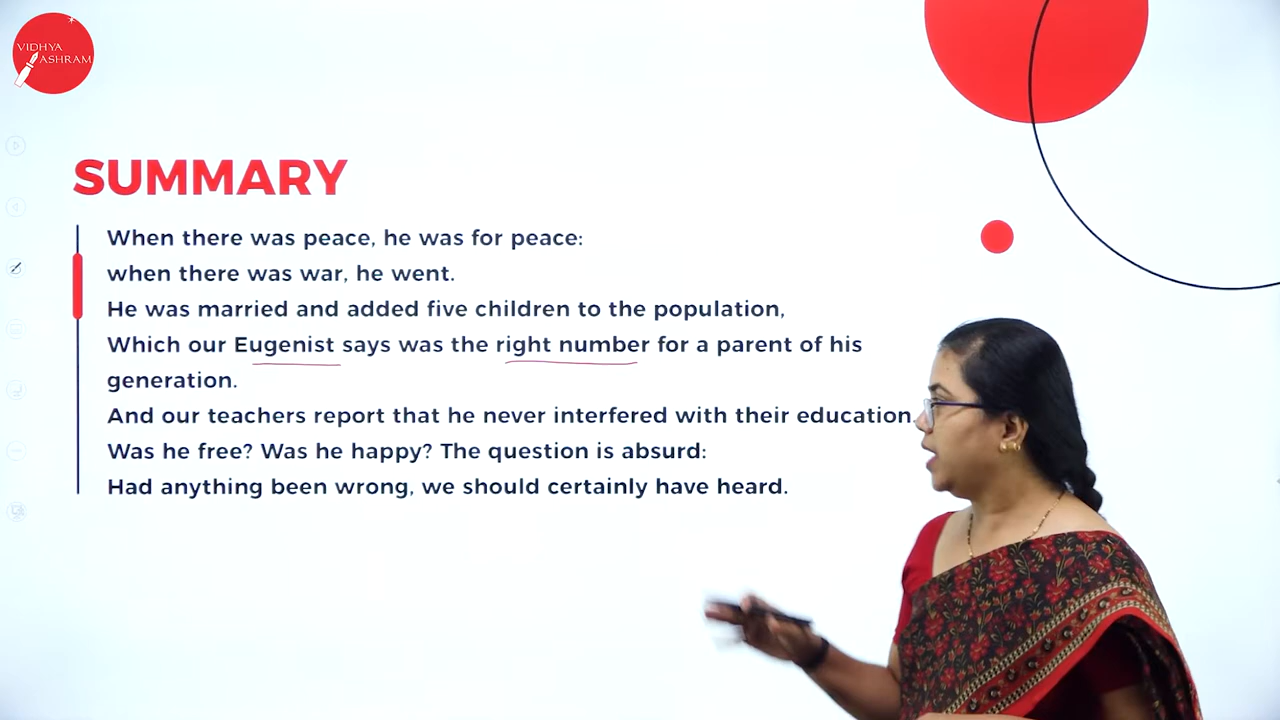 VIDHYA
ASHRAM
SUMMARY
When there was peace, he was for peace:
when there was war, he went.
He was married and added five children to the population,
Which our Eugenist says was the right number for a parent of his
generation.
And our teachers report that he never interfered with their education.
Was he free? Was he happy? The question is absurd:
Had anything been wrong, we should certainly have heard.